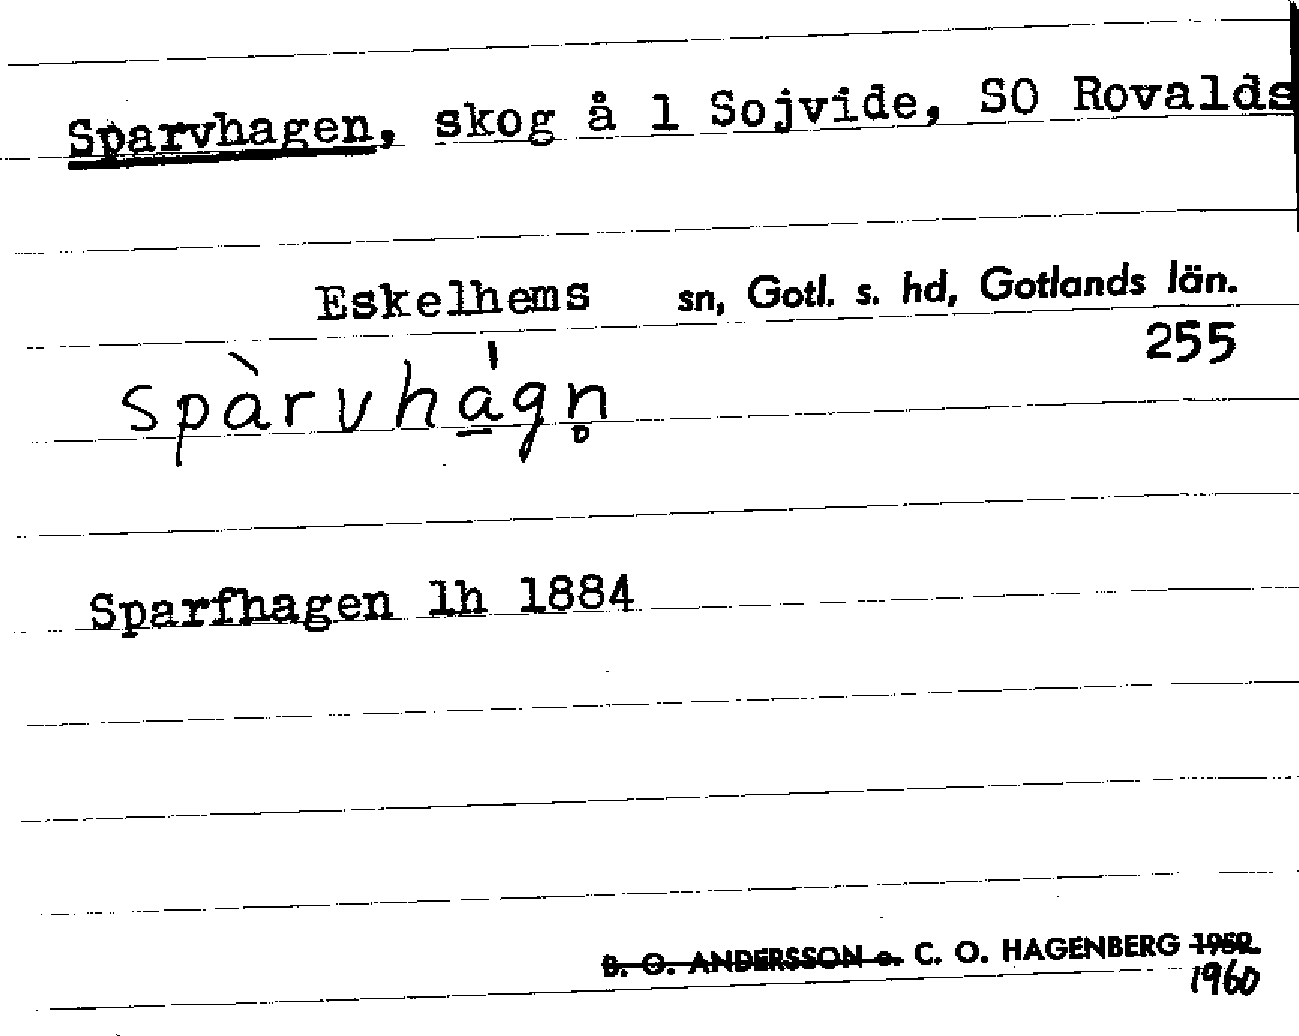 Sparvhagen, skog å 1 Sojvide, SO Rovalds
Eskelhems sn, Gotl. s. hd, Gotlands län.
255
spàrvhágn̥
Sparfhagen lh 1884
B. O. ANDERSSON o. C. O. HAGENBERG 1959
1960